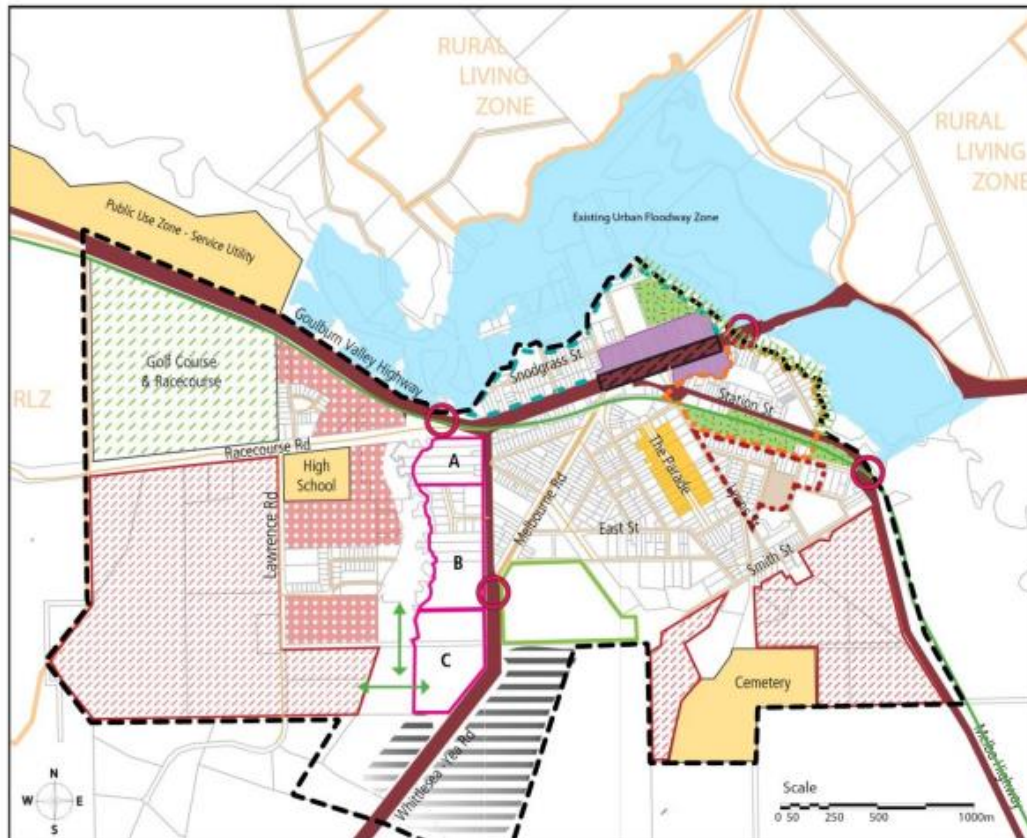 RURAL
LIVING
ZONE
RURAL
LIVING
ZONE
Public Use Zone - Service Utility
Existing Urban Floodway Zone
Goulburn Valley Highway
Snodgrass St
Golf Course
& Racecourse
RLZ
Station St
Racecourse Rd
A
High
School
The Parade
Melbourne Rd
Lawrence Rd
East St
B
Smith St
C
Cemetery
Whittlesea -Yea Rd
Melba Highway
N
W
E
S
Scale
0 50 250 500 1000m